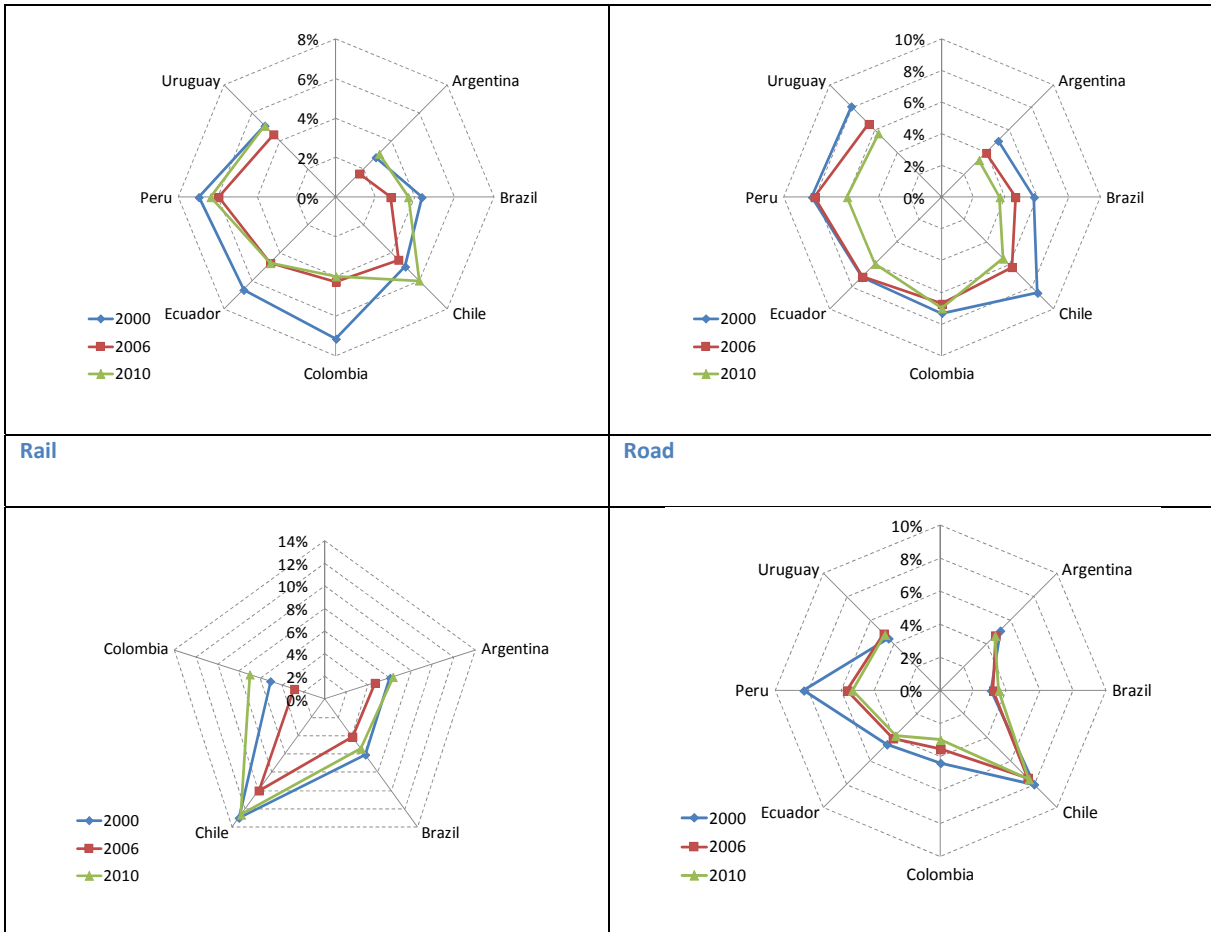 8%
6%
4%
2%
0%
Uruguay
Argentina
Peru
Brazil
Ecuador
Chile
Colombia
2000
2006
2010
10%
8%
6%
4%
2%
0%
Uruguay
Argentina
Peru
Brazil
Ecuador
Chile
Colombia
2000
2006
2010
Rail
Road
14%
12%
10%
8%
6%
4%
2%
0%
Colombia
Argentina
Chile
Brazil
2000
2006
2010
10%
8%
6%
4%
2%
0%
Uruguay
Argentina
Peru
Brazil
Ecuador
Chile
Colombia
2000
2006
2010